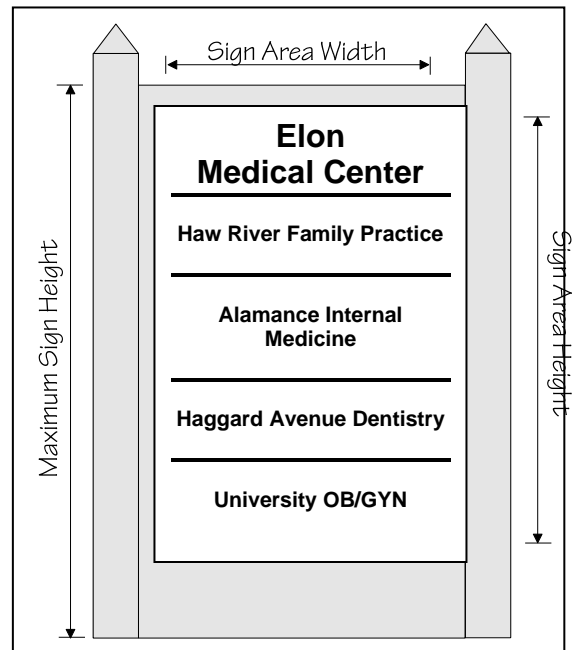 Sign Area Width
Elon
Medical Center
Haw River Family Practice
Alamance Internal
Medicine
Haggard Avenue Dentistry
University OB/GYN
Maximum Sign Height
Sign Area Height